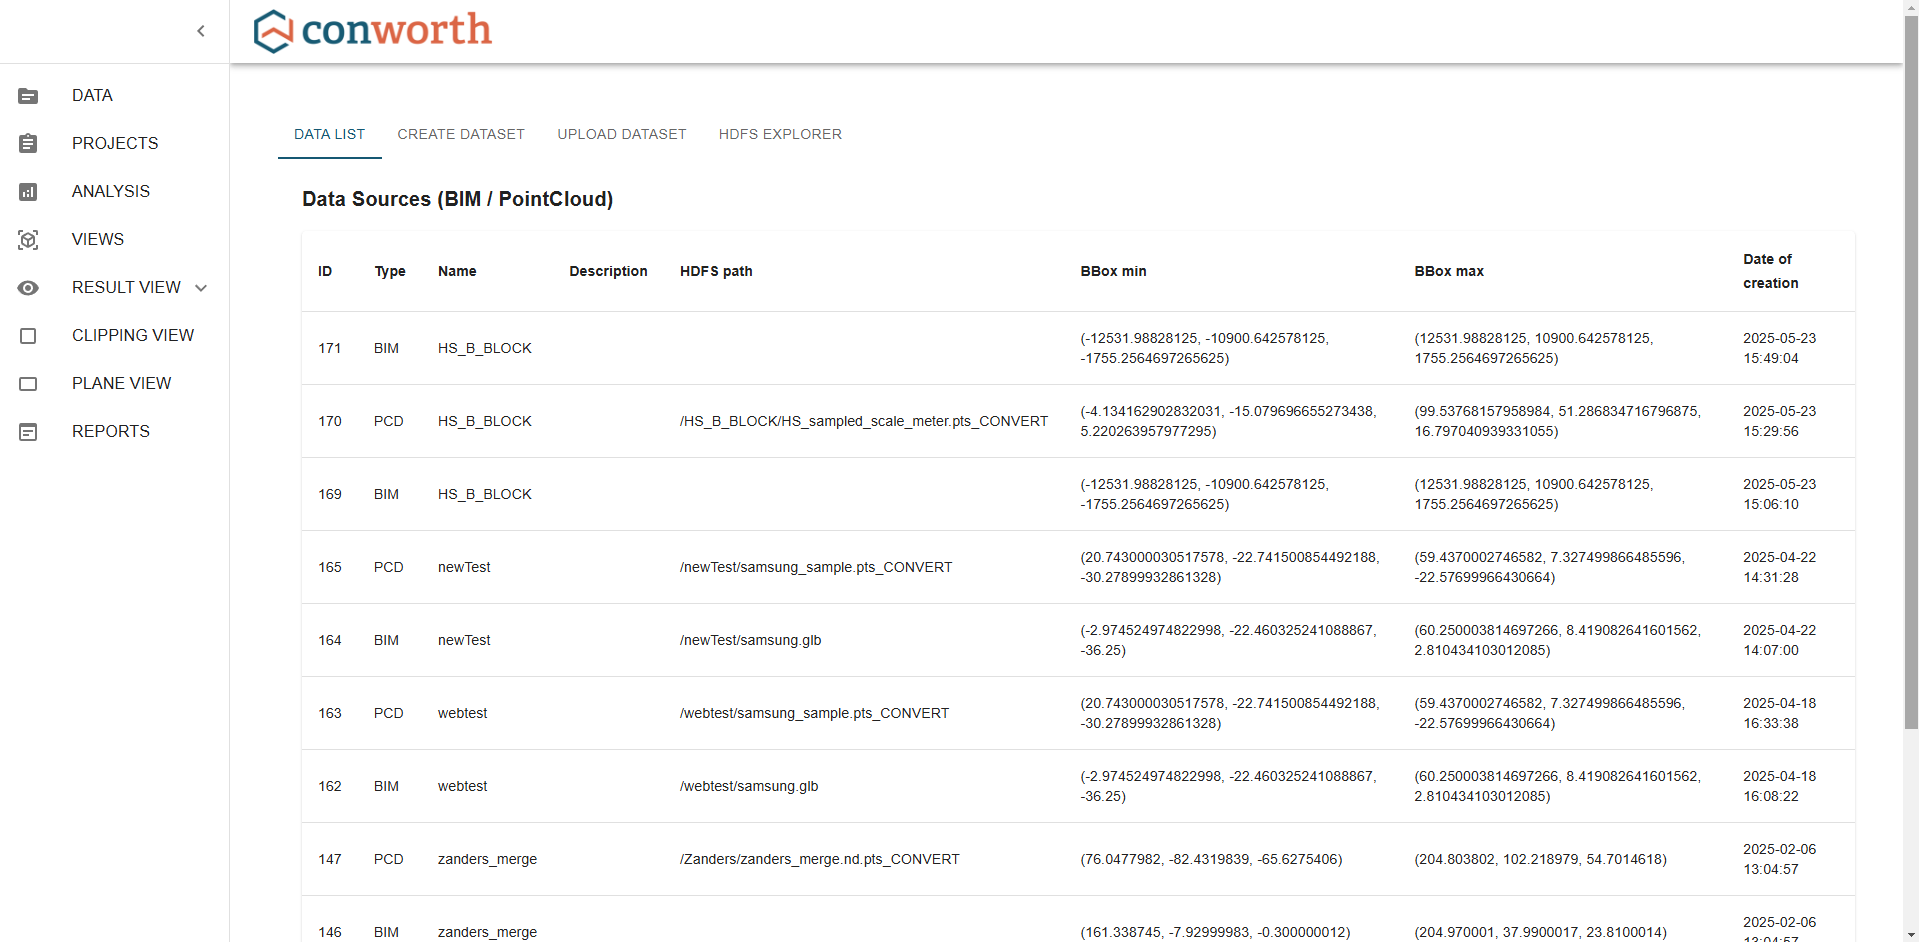 conworth
DATA
PROJECTS
ANALYSIS
VIEWS
RESULT VIEW
CLIPPING VIEW
PLANE VIEW
REPORTS
DATA LIST CREATE DATASET UPLOAD DATASET HDFS EXPLORER
Data Sources (BIM / PointCloud)
ID Type Name Description HDFS path BBox min BBox max Date of
creation
171 BIM HS_B_BLOCK (-12531.98828125, -10900.642578125, (12531.98828125, 10900.642578125, 2025-05-23
-1755.2564697265625) 1755.2564697265625) 15:49:04
170 PCD HS_B_BLOCK /HS_B_BLOCK/HS_sampled_scale_meter.pts_CONVERT (-4.134162902832031, -15.079696655273438, (99.53768157958984, 51.286834716796875, 2025-05-23
5.220263957977295) 16.797040939331055) 15:29:56
169 BIM HS_B_BLOCK (-12531.98828125, -10900.642578125, (12531.98828125, 10900.642578125, 2025-05-23
-1755.2564697265625) 1755.2564697265625) 15:06:10
165 PCD newTest /newTest/samsung_sample.pts_CONVERT (20.743000030517578, -22.741500854492188, (59.4370002746582, 7.327499866485596, 2025-04-22
-30.27899932861328) -22.57699966430664) 14:31:28
164 BIM newTest /newTest/samsung.glb (-2.974524974822998, -22.460325241088867, (60.250003814697266, 8.419082641601562, 2025-04-22
-36.25) 2.810434103012085) 14:07:00
163 PCD webtest /webtest/samsung_sample.pts_CONVERT (20.743000030517578, -22.741500854492188, (59.4370002746582, 7.327499866485596, 2025-04-18
-30.27899932861328) -22.57699966430664) 16:33:38
162 BIM webtest /webtest/samsung.glb (-2.974524974822998, -22.460325241088867, (60.250003814697266, 8.419082641601562, 2025-04-18
-36.25) 2.810434103012085) 16:08:22
147 PCD zanders_merge /Zanders/zanders_merge.nd.pts_CONVERT (76.0477982, -82.4319839, -65.6275406) (204.803802, 102.218979, 54.7014618) 2025-02-06
13:04:57
146 BIM zanders_merge (161.338745, -7.92999983, -0.300000012) (204.970001, 37.9900017, 23.8100014) 2025-02-06
13:04:57